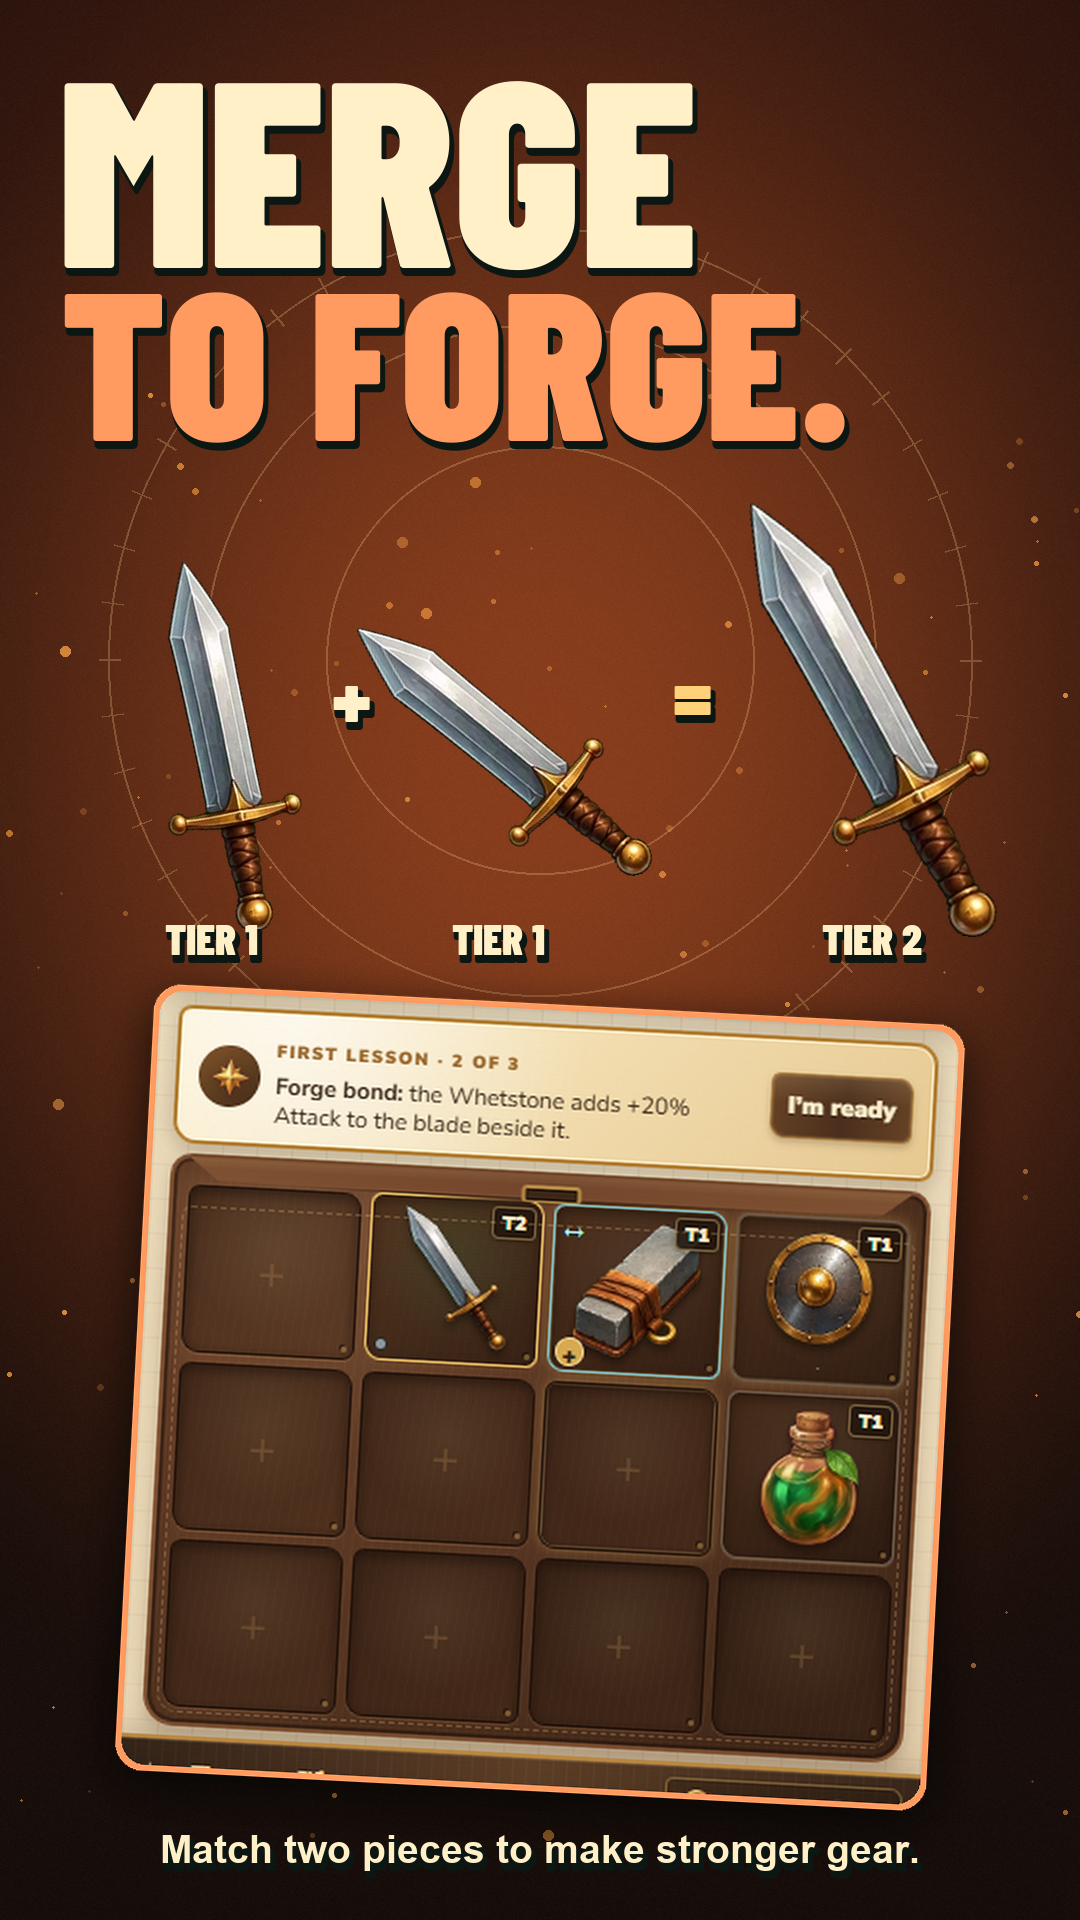 MERGE
TO FORGE.
+
=
TIER 1
TIER 1
TIER 2
FIRST LESSON · 2 OF 3
Forge bond: the Whetstone adds +20%
Attack to the blade beside it.
I'm ready
T2
T1
T1
T1
Match two pieces to make stronger gear.